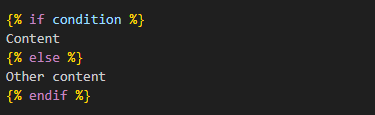 {% if condition %}
Content
{% else %}
Other content
{% endif %}